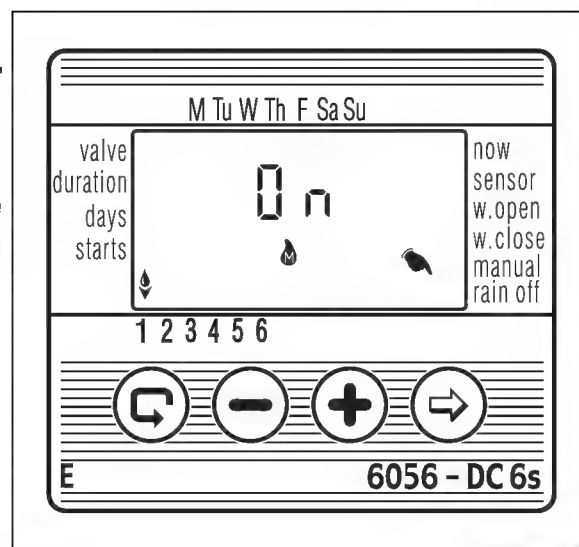 M Tu W Th F Sa Su
valve
duration
days
starts
On
M
now
sensor
w.open
w.close
manual
rain off
1 2 3 4 5 6
E
6056 – DC 6s